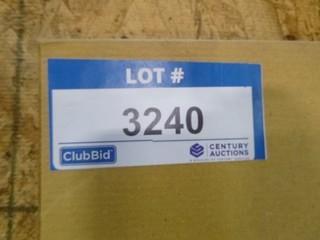 LOT #
3240
ClubBid
CENTURY
AUCTIONS